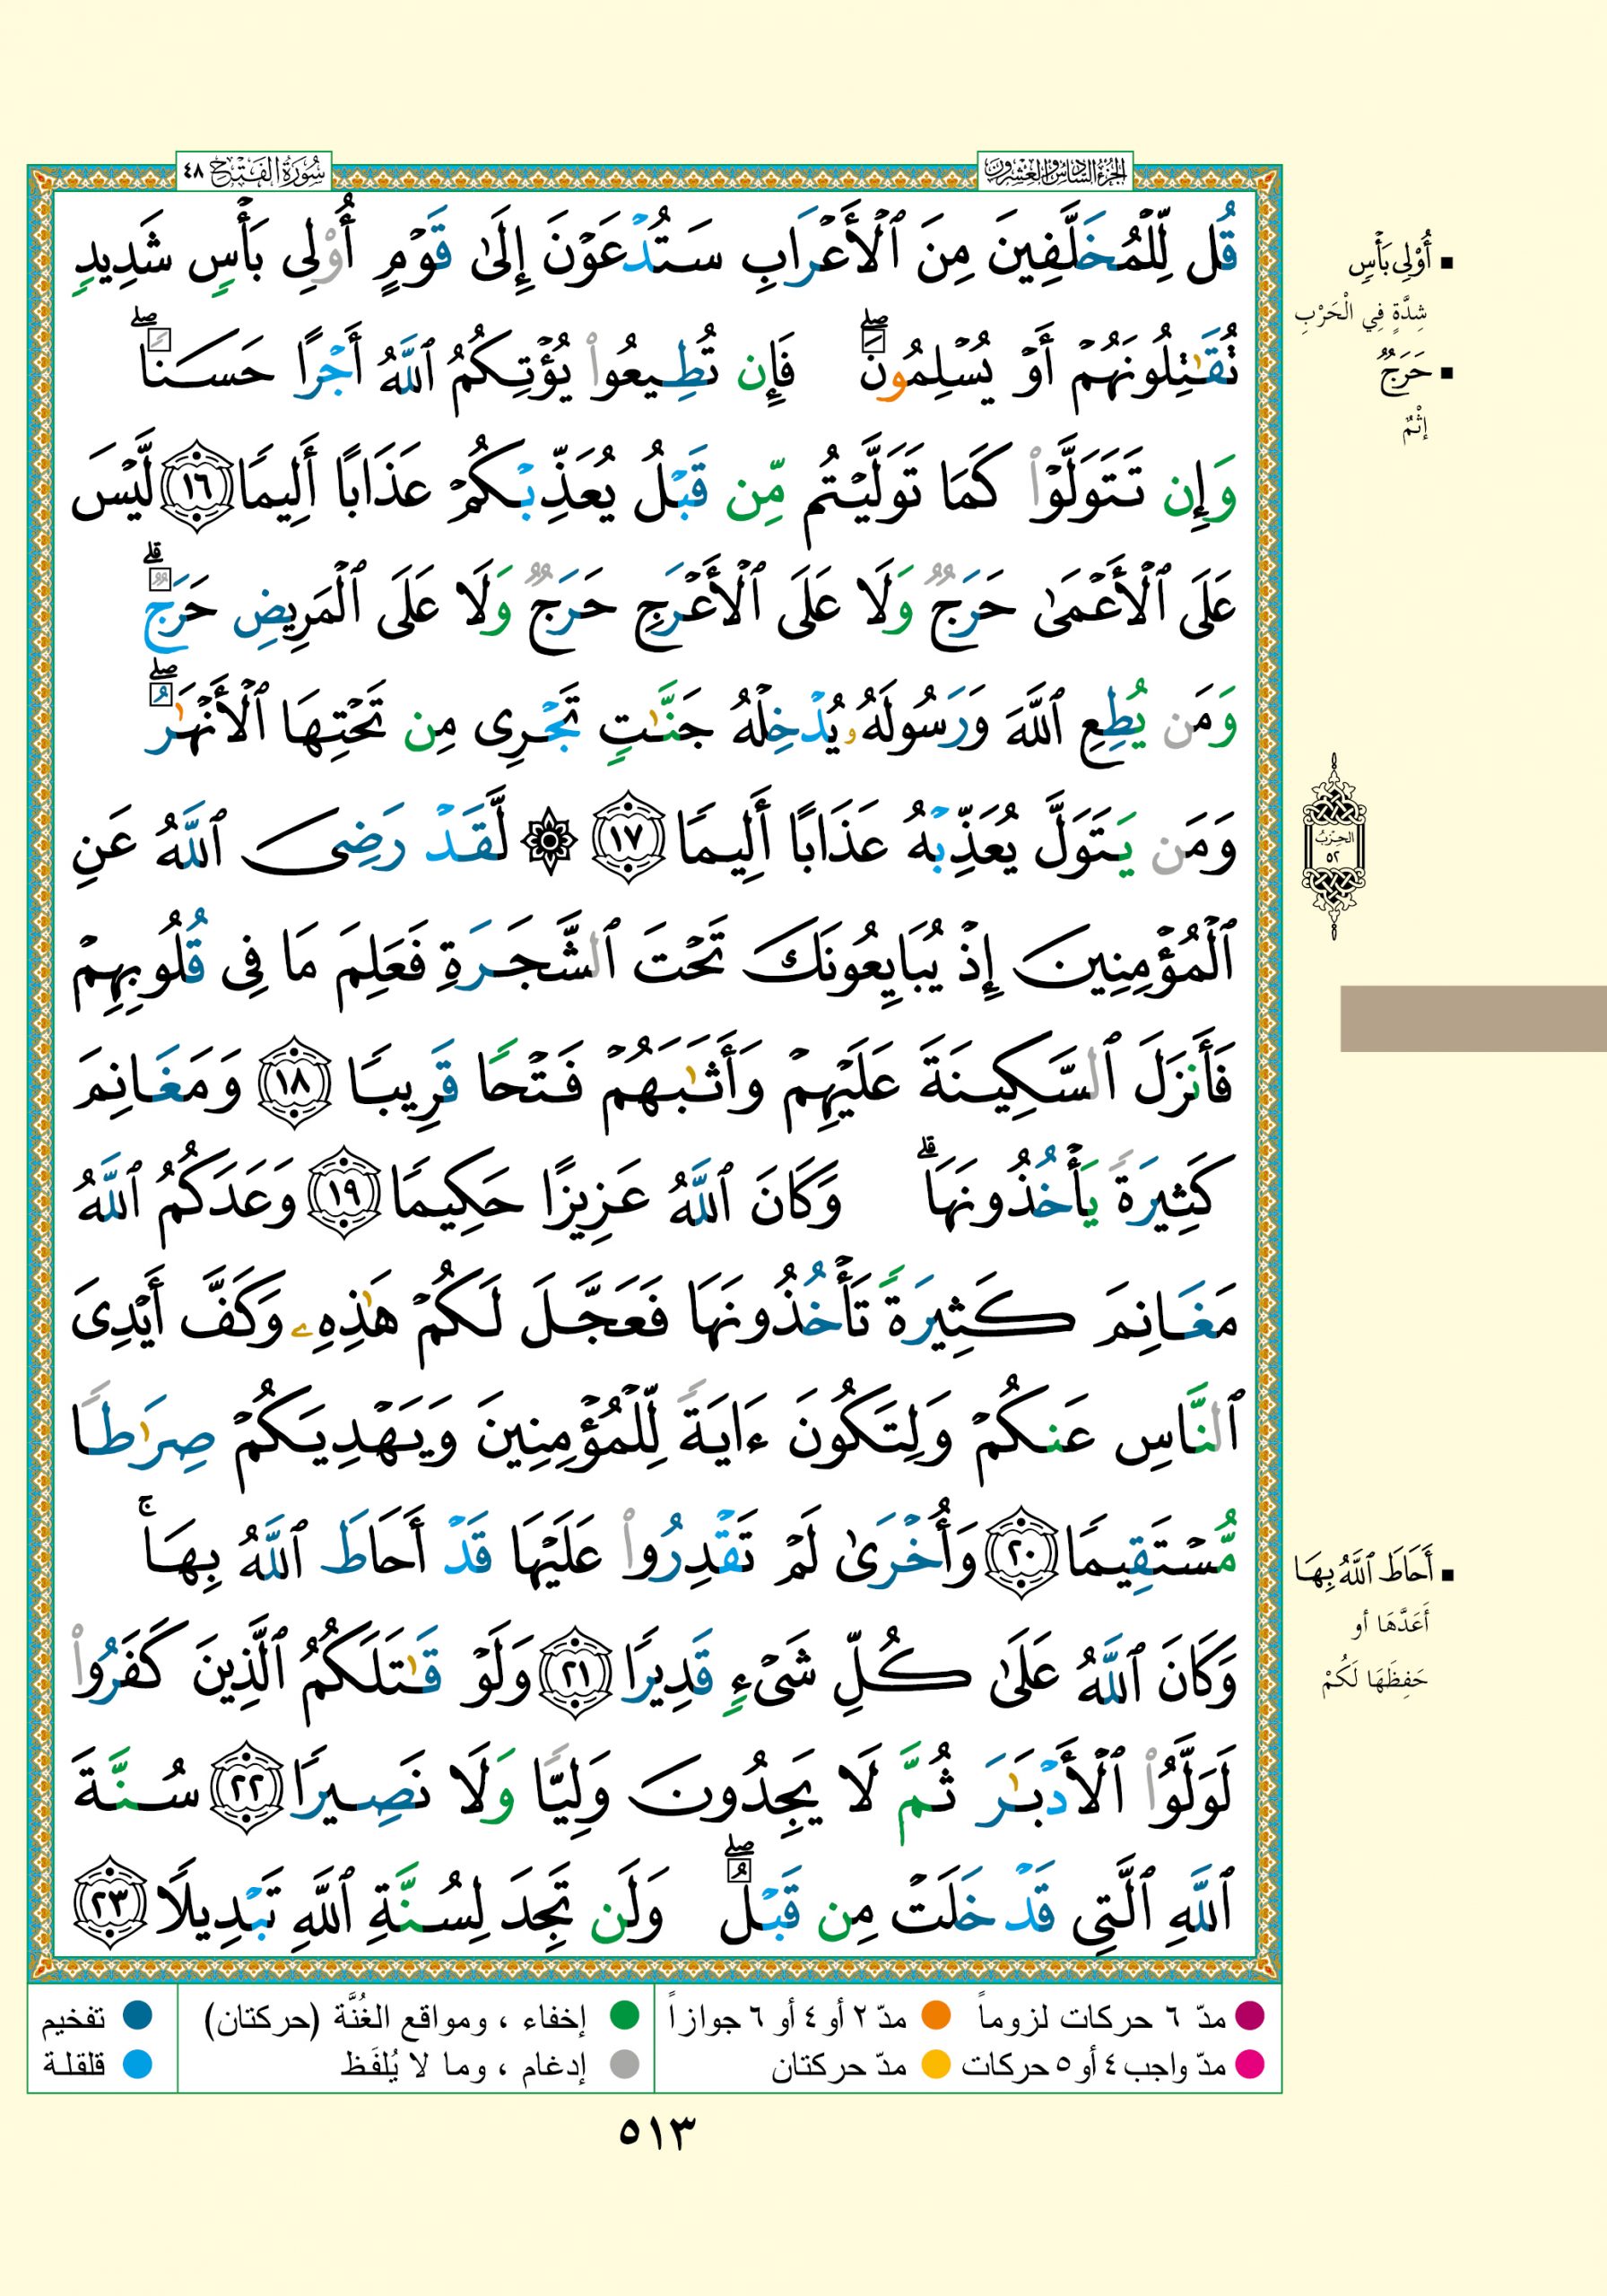 الجزء السادس والعشرون
سُورَةُ الفَتْحِ ٤٨
قُل لِّلْمُخَلَّفِينَ مِنَ ٱلْأَعْرَابِ سَتُدْعَوْنَ إِلَىٰ قَوْمٍ أُو۟لِى بَأْسٍ شَدِيدٍ
تُقَـٰتِلُونَهُمْ أَوْ يُسْلِمُونَ ۖ فَإِن تُطِيعُوا۟ يُؤْتِكُمُ ٱللَّهُ أَجْرًا حَسَنًا ۖ
وَإِن تَتَوَلَّوْا۟ كَمَا تَوَلَّيْتُم مِّن قَبْلُ يُعَذِّبْكُمْ عَذَابًا أَلِيمًا ١٦ لَّيْسَ
عَلَى ٱلْأَعْمَىٰ حَرَجٌ وَلَا عَلَى ٱلْأَعْرَجِ حَرَجٌ وَلَا عَلَى ٱلْمَرِيضِ حَرَجٌ ۗ
وَمَن يُطِعِ ٱللَّهَ وَرَسُولَهُۥ يُدْخِلْهُ جَنَّـٰتٍ تَجْرِى مِن تَحْتِهَا ٱلْأَنْهَـٰرُ ۖ
وَمَن يَتَوَلَّ يُعَذِّبْهُ عَذَابًا أَلِيمًا ١٧ ۞ لَّقَدْ رَضِىَ ٱللَّهُ عَنِ
ٱلْمُؤْمِنِينَ إِذْ يُبَايِعُونَكَ تَحْتَ ٱلشَّجَرَةِ فَعَلِمَ مَا فِى قُلُوبِهِمْ
فَأَنزَلَ ٱلسَّكِينَةَ عَلَيْهِمْ وَأَثَـٰبَهُمْ فَتْحًا قَرِيبًا ١٨ وَمَغَانِمَ
كَثِيرَةً يَأْخُذُونَهَا ۗ وَكَانَ ٱللَّهُ عَزِيزًا حَكِيمًا ١٩ وَعَدَكُمُ ٱللَّهُ
مَغَانِمَ كَثِيرَةً تَأْخُذُونَهَا فَعَجَّلَ لَكُمْ هَـٰذِهِۦ وَكَفَّ أَيْدِىَ
ٱلنَّاسِ عَنكُمْ وَلِتَكُونَ ءَايَةً لِّلْمُؤْمِنِينَ وَيَهْدِيَكُمْ صِرَٰطًا
مُّسْتَقِيمًا ٢٠ وَأُخْرَىٰ لَمْ تَقْدِرُوا۟ عَلَيْهَا قَدْ أَحَاطَ ٱللَّهُ بِهَا ۚ
وَكَانَ ٱللَّهُ عَلَىٰ كُلِّ شَىْءٍ قَدِيرًا ٢١ وَلَوْ قَـٰتَلَكُمُ ٱلَّذِينَ كَفَرُوا۟
لَوَلَّوُا۟ ٱلْأَدْبَـٰرَ ثُمَّ لَا يَجِدُونَ وَلِيًّا وَلَا نَصِيرًا ٢٢ سُنَّةَ
ٱللَّهِ ٱلَّتِى قَدْ خَلَتْ مِن قَبْلُ ۖ وَلَن تَجِدَ لِسُنَّةِ ٱللَّهِ تَبْدِيلًا ٢٣
▪ أُو۟لِى بَأْسٍ
شِدَّةٍ فِي الْحَرْبِ
▪ حَرَجٌ
إِثْمٌ
الحزب
٥٢
▪ أَحَاطَ ٱللَّهُ بِهَا
أَعَدَّهَا أو
حَفِظَهَا لَكُمْ
مدّ ٦ حركات لزوماً مدّ ٢ أو ٤ أو ٦ جوازاً
مدّ واجب ٤ أو ٥ حركات مدّ حركتان
إخفاء ، ومواقع الغُنَّة (حركتان)
إدغام ، وما لا يُلفَظ
تفخيم
قلقلة
٥١٣